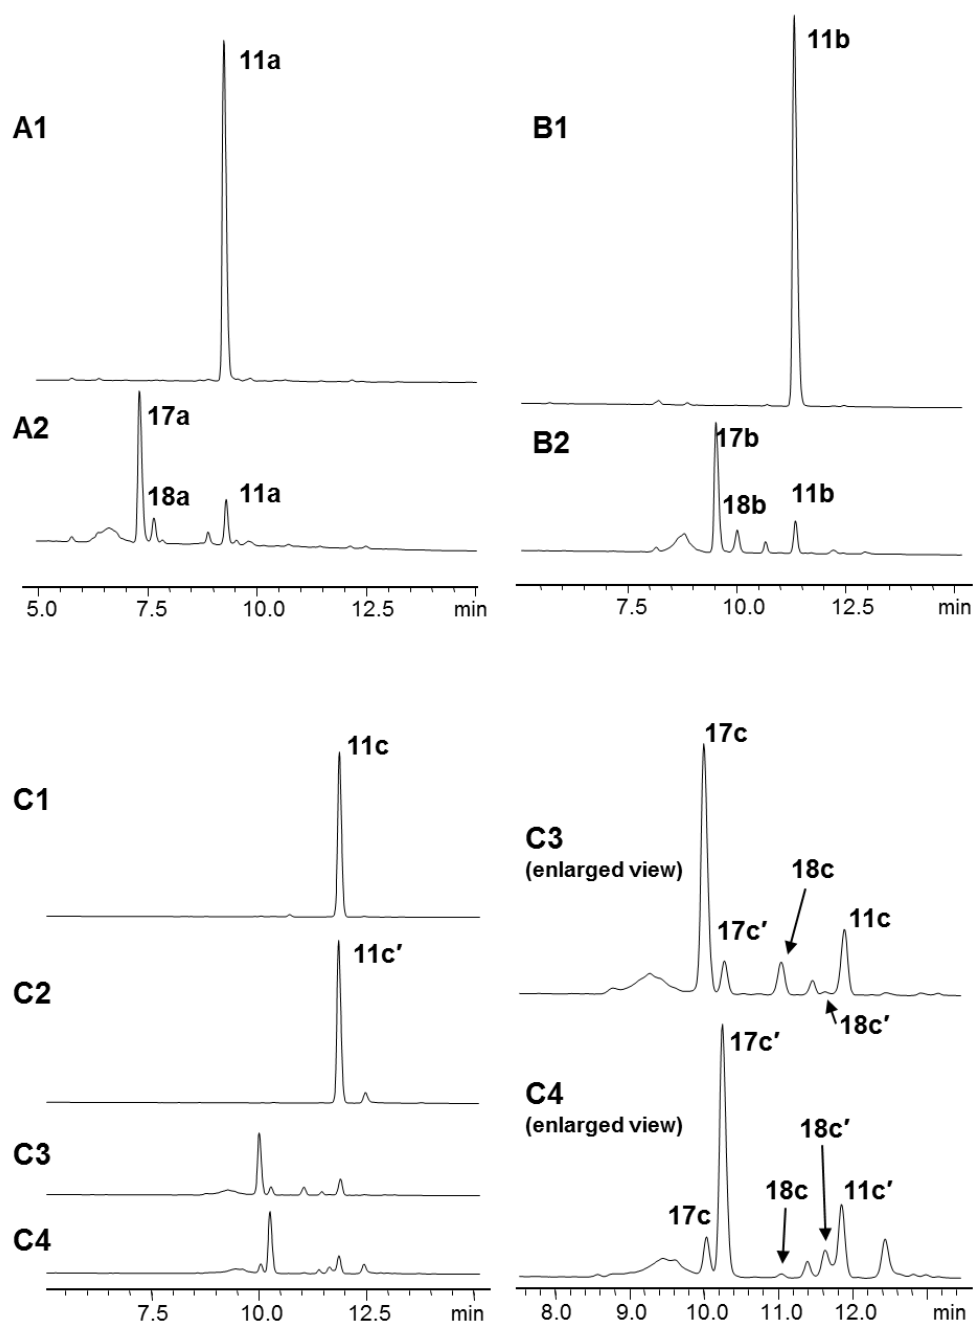 11a
A1
11b
B1
A2
17a
18a
11a
B2
17b
18b
11b
5.0 7.5 10.0 12.5 min
7.5 10.0 12.5 min
11c
C1
11c′
C2
C3
C4
7.5 10.0 12.5 min
17c
C3
(enlarged view)
18c
17c′
11c
18c′
17c′
C4
(enlarged view)
18c′
17c
18c
11c′
8.0 9.0 10.0 11.0 12.0 min